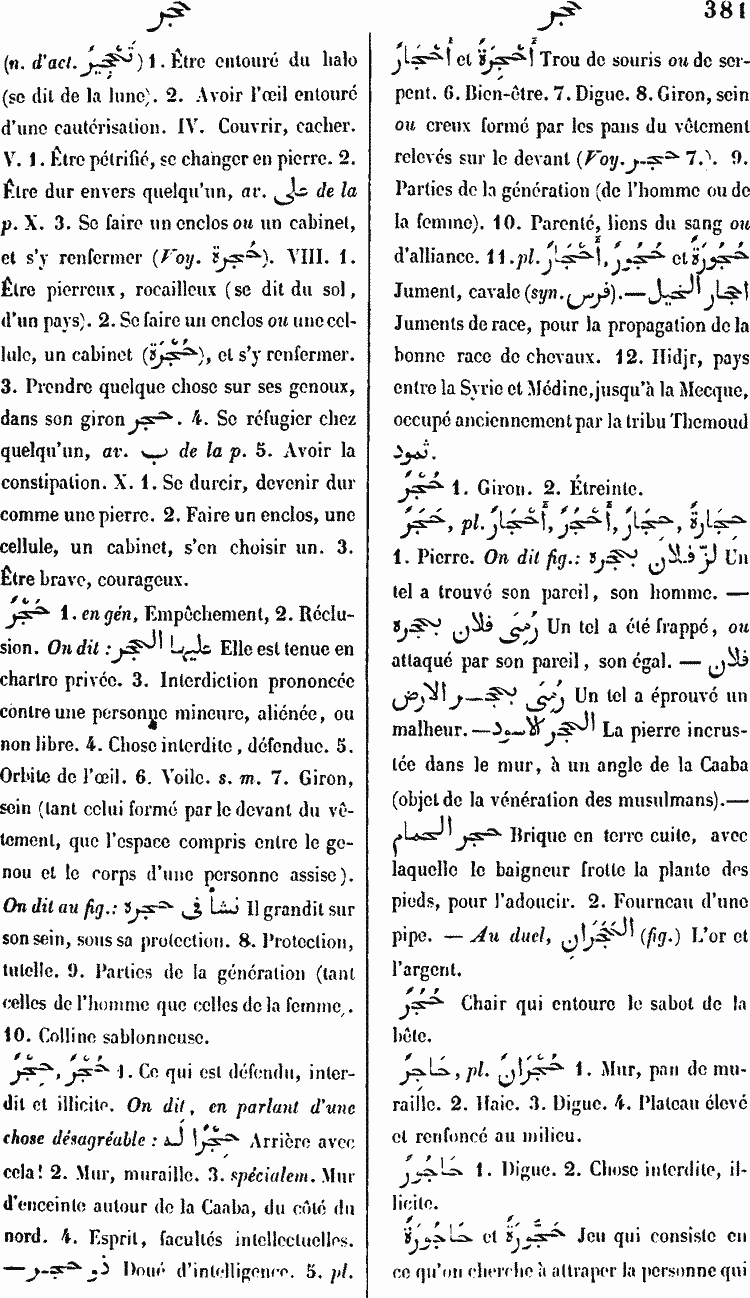 حجر
حجر
381
(n. d'act. تَحْجِيرٌ) 1. Être entouré du halo
(se dit de la lune). 2. Avoir l'œil entouré
d'une cautérisation. IV. Couvrir, cacher.
V. 1. Être pétrifié, se changer en pierre. 2.
Être dur envers quelqu'un, av. على de la
p. X. 3. Se faire un enclos ou un cabinet,
et s'y renfermer (Voy. حُجرة). VIII. 1.
Être pierreux, rocailleux (se dit du sol,
d'un pays). 2. Se faire un enclos ou une cel-
lule, un cabinet (حُجْرَة), et s'y renfermer.
3. Prendre quelque chose sur ses genoux,
dans son giron حجر. 4. Se réfugier chez
quelqu'un, av. ب de la p. 5. Avoir la
constipation. X. 1. Se durcir, devenir dur
comme une pierre. 2. Faire un enclos, une
cellule, un cabinet, s'en choisir un. 3.
Être brave, courageux.
حَجْرٌ 1. en gén, Empêchement, 2. Réclu-
sion. On dit : عليها الحجر Elle est tenue en
chartre privée. 3. Interdiction prononcée
contre une personne mineure, aliénée, ou
non libre. 4. Chose interdite, défendue. 5.
Orbite de l'œil. 6. Voile. s. m. 7. Giron,
sein (tant celui formé par le devant du vê-
tement, que l'espace compris entre le ge-
nou et le corps d'une personne assise).
On dit au fig.: نشأ فى حجره Il grandit sur
son sein, sous sa protection. 8. Protection,
tutelle. 9. Parties de la génération (tant
celles de l'homme que celles de la femme).
10. Colline sablonneuse.
حُجْرٌ, حِجْرٌ 1. Ce qui est défendu, inter-
dit et illicite. On dit, en parlant d'une
chose désagréable : حُجْرًا لَه Arrière avec
cela! 2. Mur, muraille. 3. spécialem. Mur
d'enceinte autour de la Caaba, du côté du
nord. 4. Esprit, facultés intellectuelles.
— ذو حجر Doué d'intelligence. 5. pl.
أَحْجَارٌ et أَحْجِرَةٌ Trou de souris ou de ser-
pent. 6. Bien-être. 7. Digue. 8. Giron, sein
ou creux formé par les pans du vêtement
relevés sur le devant (Voy. حجر 7.). 9.
Parties de la génération (de l'homme ou de
la femme). 10. Parenté, liens du sang ou
d'alliance. 11. pl. أَحْجَارٌ, حُجُورٌ et حُجُورَةٌ
Jument, cavale (syn. فرس). — احجار الخيل
Juments de race, pour la propagation de la
bonne race de chevaux. 12. Hidjr, pays
entre la Syrie et Médine, jusqu'à la Mecque,
occupé anciennement par la tribu Themoud
ثمود.
حُجْرٌ 1. Giron. 2. Étreinte.
حَجَرٌ, pl. أَحْجَارٌ, أَحْجُرٌ, حِجَارٌ, حِجَارَةٌ
1. Pierre. On dit fig.: لزّ فلان بحجره Un
tel a trouvé son pareil, son homme. —
رُمِىَ فلان بحجره Un tel a été frappé, ou
attaqué par son pareil, son égal. — فلان
رُمِىَ بحجر الارض Un tel a éprouvé un
malheur. — الحجر الاسود La pierre incrus-
tée dans le mur, à un angle de la Caaba
(objet de la vénération des musulmans). —
حجر الحمام Brique en terre cuite, avec
laquelle le baigneur frotte la plante des
pieds, pour l'adoucir. 2. Fourneau d'une
pipe. — Au duel, الحَجَرَانِ (fig.) L'or et
l'argent.
حُجُرٌ Chair qui entoure le sabot de la
bête.
حَاجِرٌ, pl. حُجْرَانٌ 1. Mur, pan de mu-
raille. 2. Haie. 3. Digue. 4. Plateau élevé
et renfoncé au milieu.
حَاجُورٌ 1. Digue. 2. Chose interdite, il-
licite.
حَاجُورَةٌ et حَجُّورَةٌ Jeu qui consiste en
ce qu'on cherche à attraper la personne qui